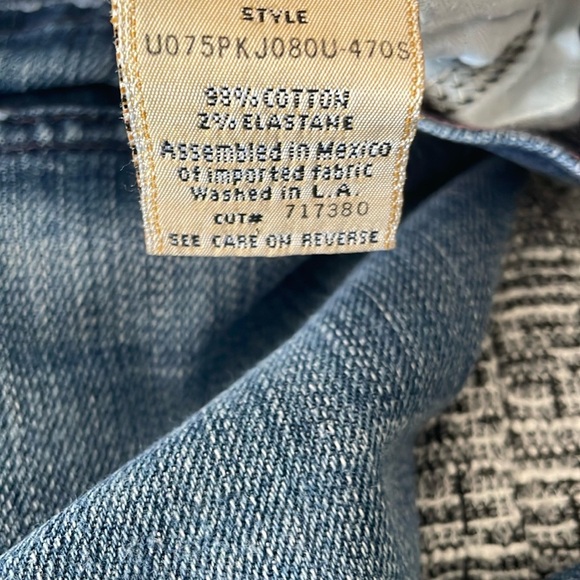 STYLE
U075PKJ080U-470S
98% COTTON
2% ELASTANE
Assembled in Mexico
of imported fabric
Washed in L.A.
CUT# 717380
SEE CARE ON REVERSE